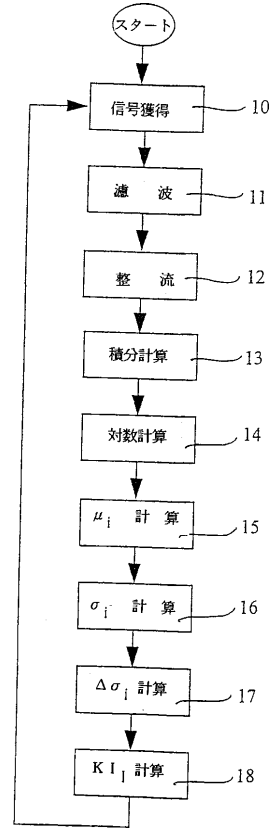 スタート
信号獲得 10
濾 波 11
整 流 12
積分計算 13
対数計算 14
μi 計 算 15
σi 計 算 16
Δσi 計算 17
KII 計算 18